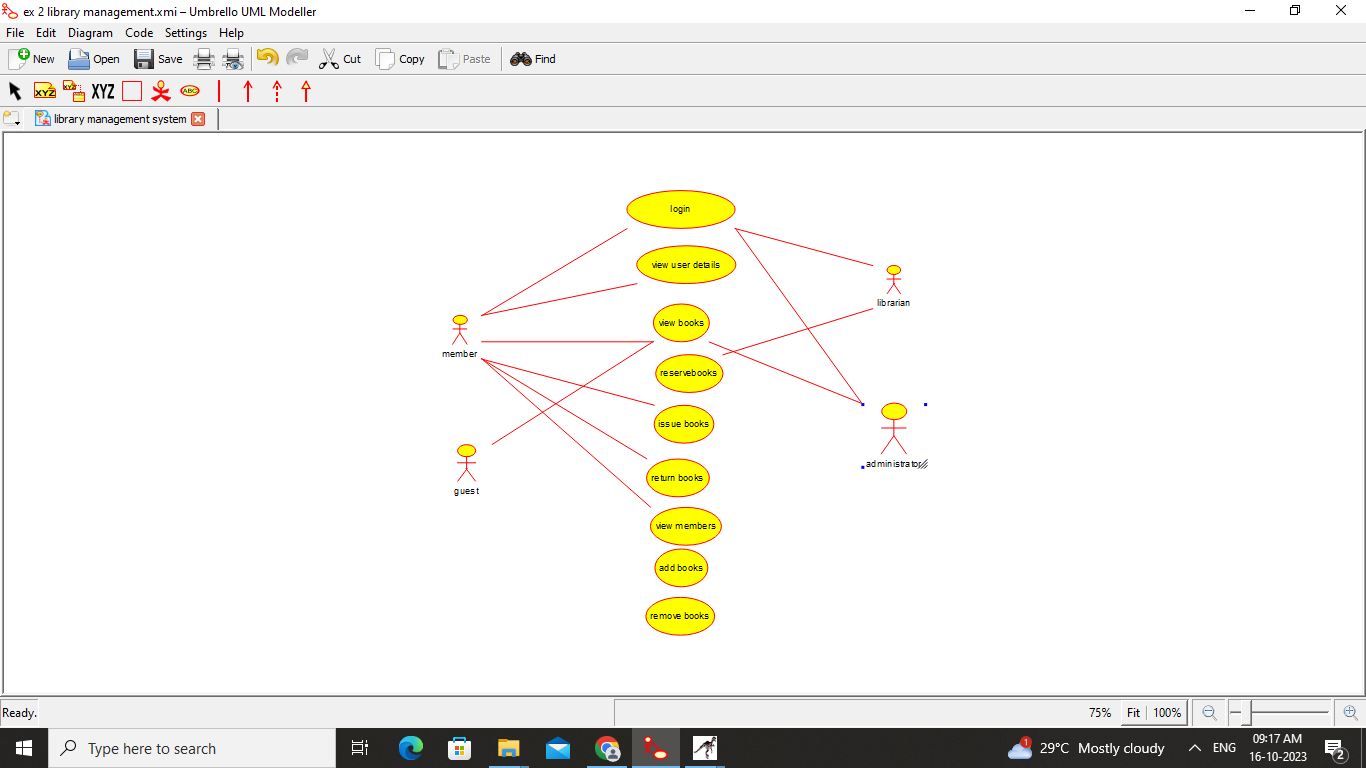 ex 2 library management.xmi – Umbrello UML Modeller
File Edit Diagram Code Settings Help
New Open Save Cut Copy Paste Find
XYZ XYZ XYZ ABC
library management system
login
view user details
librarian
view books
member
reservebooks
issue books
administrator
return books
guest
view members
add books
remove books
Ready. 75% Fit 100%
Type here to search 1 29°C Mostly cloudy ENG 09:17 AM
16-10-2023 2